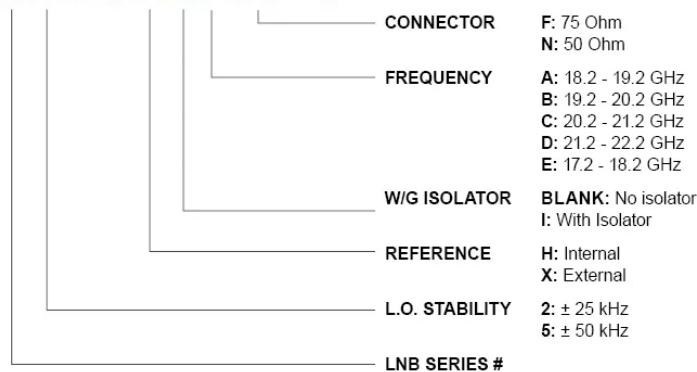 CONNECTOR F: 75 Ohm
N: 50 Ohm
FREQUENCY A: 18.2 - 19.2 GHz
B: 19.2 - 20.2 GHz
C: 20.2 - 21.2 GHz
D: 21.2 - 22.2 GHz
E: 17.2 - 18.2 GHz
W/G ISOLATOR BLANK: No isolator
I: With Isolator
REFERENCE H: Internal
X: External
L.O. STABILITY 2: ± 25 kHz
5: ± 50 kHz
LNB SERIES #